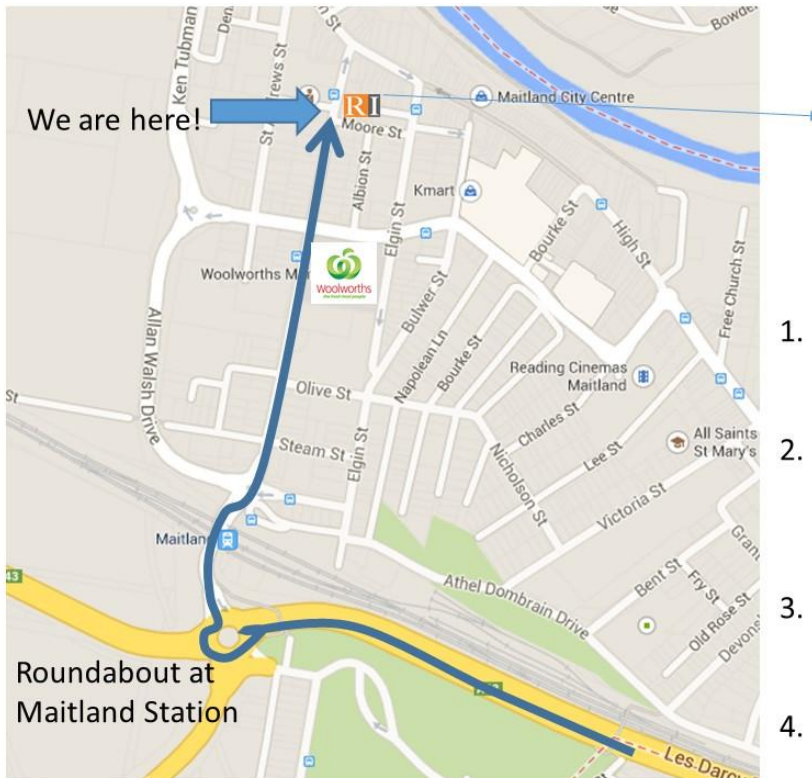 Ken Tubman
St Andrews St
We are here!
RI
Maitland City Centre
Moore St
Albion St
Elgin St
Kmart
Bourke St
High St
Free Church St
Woolworths
Woolworths
Allan Walsh Drive
Bulwer St
Napolean Ln
Bourke St
1.
Reading Cinemas
Maitland
Olive St
Charles St
St
Steam St
Elgin St
Nicholson St
Lee St
All Saints
St Mary's
2.
Victoria St
Maitland
Athel Dombrain Drive
Bent St
Fry St
Old Rose St
43
3.
Roundabout at
Maitland Station
Les Darcy
4.